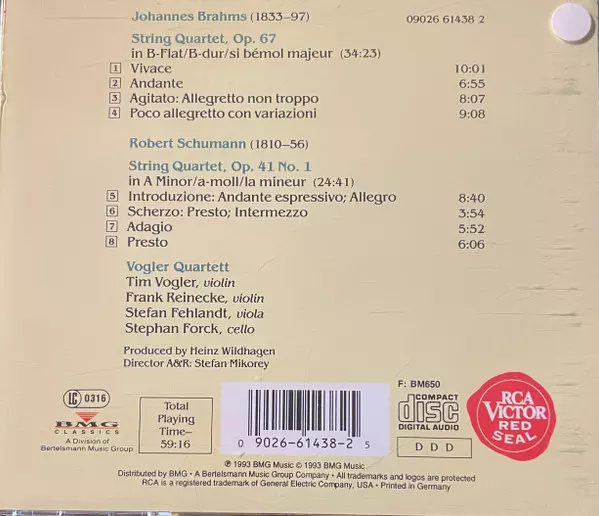 Johannes Brahms (1833–97) 09026 61438 2
String Quartet, Op. 67
in B-Flat/B-dur/si bémol majeur (34:23)
1 Vivace 10:01
2 Andante 6:55
3 Agitato: Allegretto non troppo 8:07
4 Poco allegretto con variazioni 9:08
Robert Schumann (1810–56)
String Quartet, Op. 41 No. 1
in A Minor/a-moll/la mineur (24:41)
5 Introduzione: Andante espressivo; Allegro 8:40
6 Scherzo: Presto; Intermezzo 3:54
7 Adagio 5:52
8 Presto 6:06
Vogler Quartett
Tim Vogler, violin
Frank Reinecke, violin
Stefan Fehlandt, viola
Stephan Forck, cello
Produced by Heinz Wildhagen
Director A&R: Stefan Mikorey
LC 0316
BMG
CLASSICS
A Division of
Bertelsmann Music Group
Total
Playing
Time–
59:16
0 09026-61438-2 5
F: BM650
COMPACT
disc
DIGITAL AUDIO
D D D
RCA
VICTOR
RED
SEAL
℗ 1993 BMG Music © 1993 BMG Music
Distributed by BMG • A Bertelsmann Music Group Company • All trademarks and logos are protected
RCA is a registered trademark of General Electric Company, USA • Printed in Germany